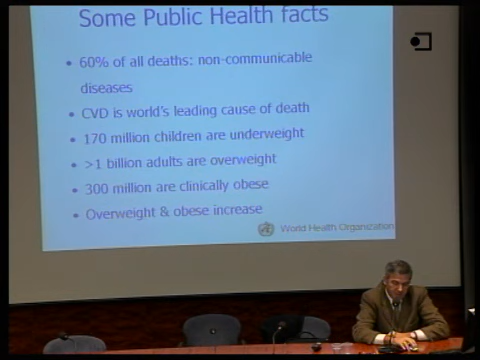 Some Public Health facts
• 60% of all deaths: non-communicable
diseases
• CVD is world's leading cause of death
• 170 million children are underweight
• >1 billion adults are overweight
• 300 million are clinically obese
• Overweight & obese increase
World Health Organization